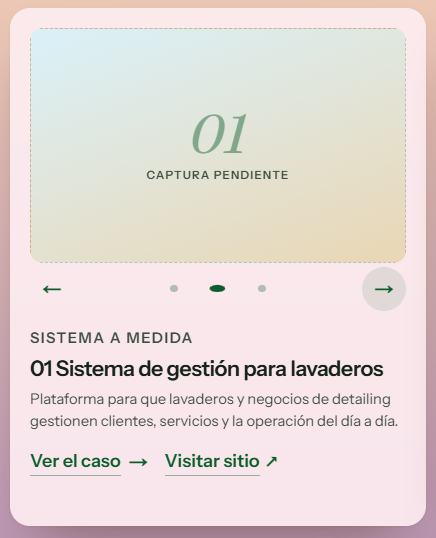 01
CAPTURA PENDIENTE
← →
SISTEMA A MEDIDA
01 Sistema de gestión para lavaderos
Plataforma para que lavaderos y negocios de detailing
gestionen clientes, servicios y la operación del día a día.
Ver el caso → Visitar sitio ↗